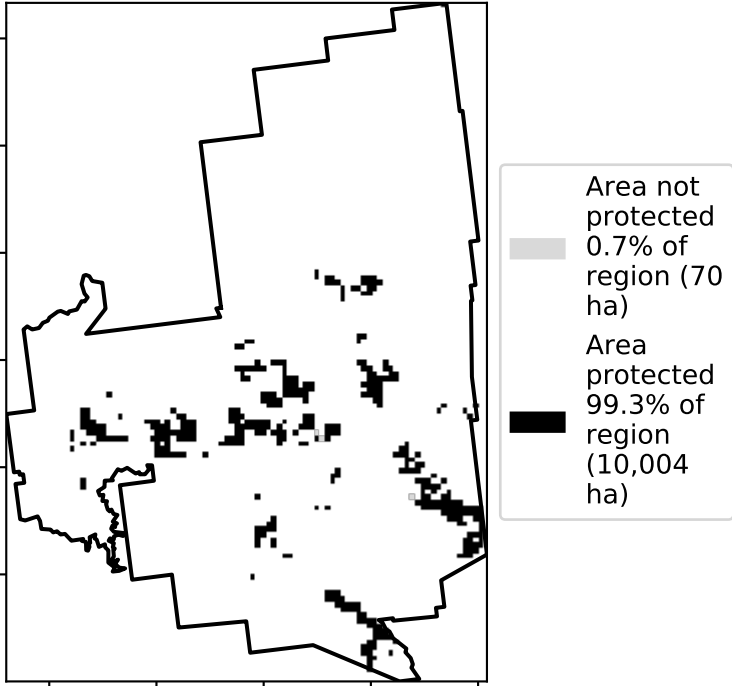 Area not
protected
0.7% of
region (70
ha)
Area
protected
99.3% of
region
(10,004
ha)